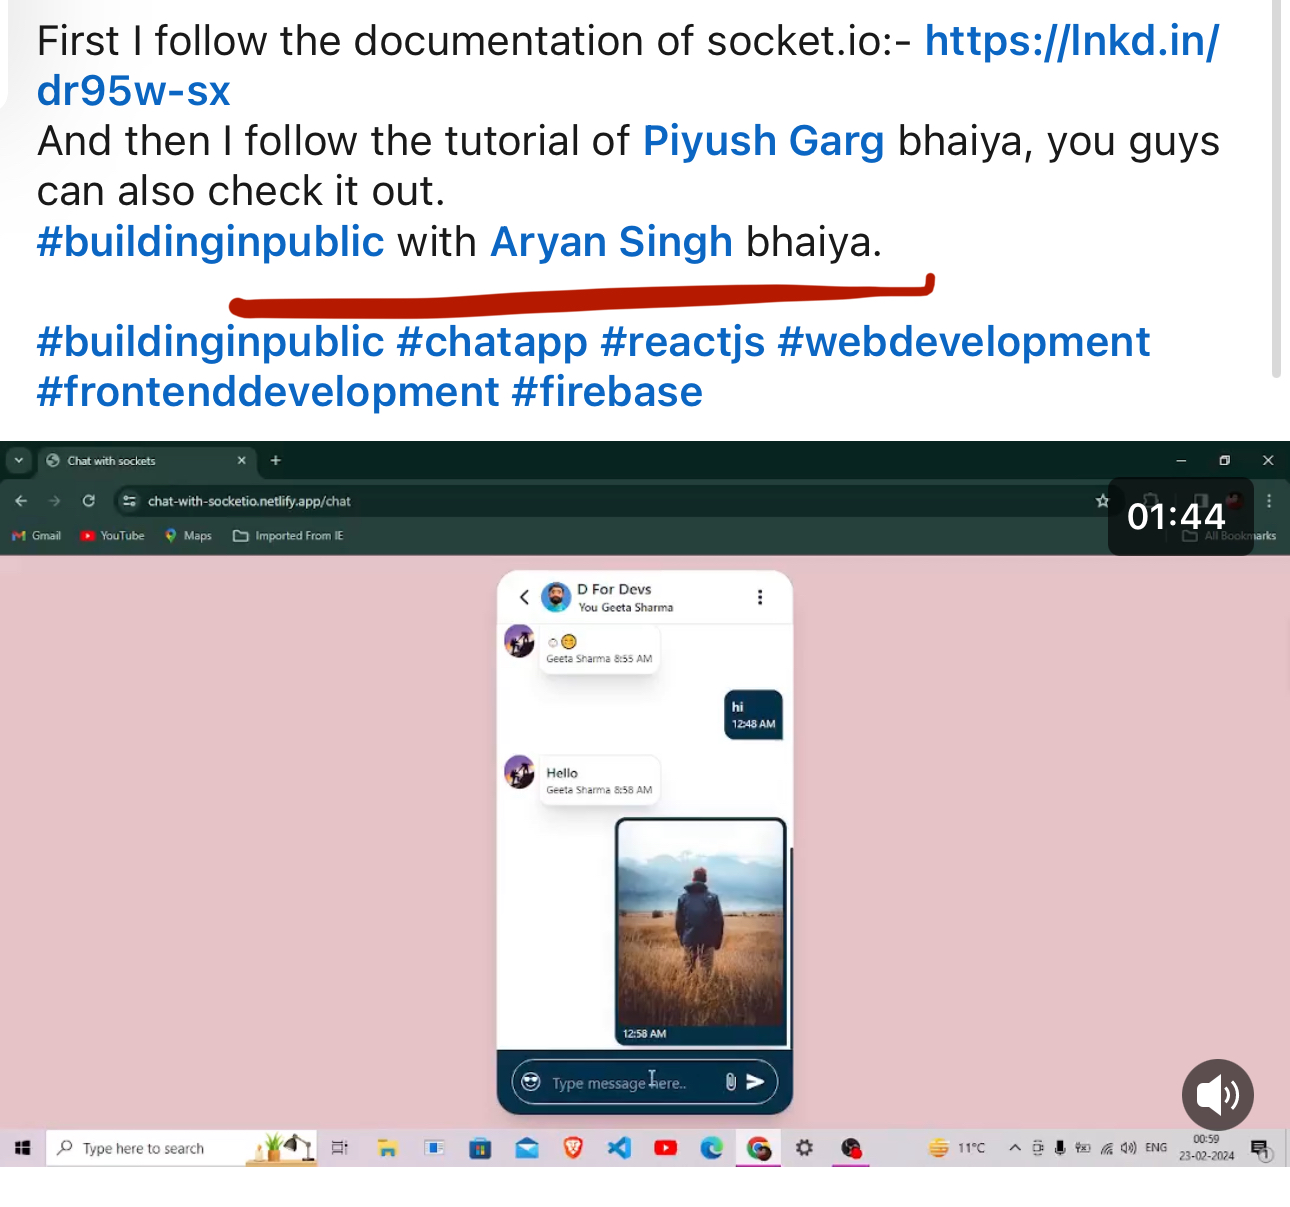 First I follow the documentation of socket.io:- https://lnkd.in/
dr95w-sx
And then I follow the tutorial of Piyush Garg bhaiya, you guys
can also check it out.
#buildinginpublic with Aryan Singh bhaiya.
#buildinginpublic #chatapp #reactjs #webdevelopment
#frontenddevelopment #firebase
Chat with sockets
chat-with-socketio.netlify.app/chat
01:44
Gmail YouTube Maps Imported From IE All Bookmarks
D For Devs
You Geeta Sharma
Geeta Sharma 8:55 AM
hi
12:48 AM
Hello
Geeta Sharma 8:58 AM
12:58 AM
Type message here..
Type here to search 11°C ENG
00:59
23-02-2024
1